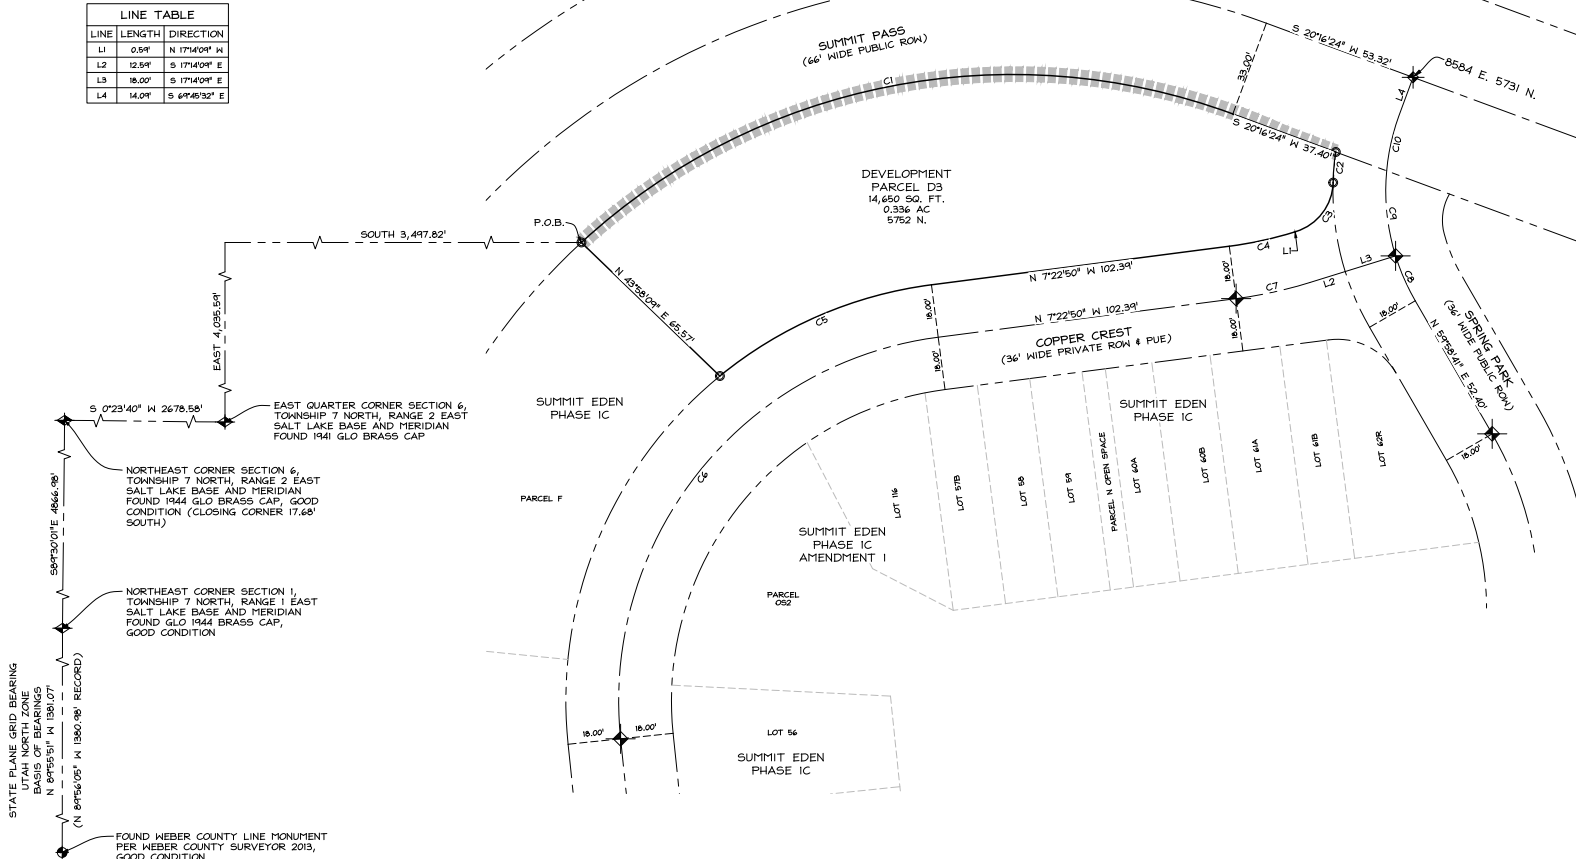 LINE TABLE
LINE LENGTH DIRECTION
L1 0.59' N 17°14'09" W
L2 12.59' S 17°14'09" E
L3 18.00' S 17°14'09" E
L4 14.09' S 69°45'32" E
SUMMIT PASS
(66' WIDE PUBLIC ROW)
C1
33.00'
S 20°16'24" W 53.32'
8584 E. 5731 N.
L4
C10
S 20°16'24" W 37.40'
C2
DEVELOPMENT
PARCEL D3
14,650 SQ. FT.
0.336 AC
5752 N.
P.O.B.
SOUTH 3,497.82'
C3
C9
C4
L1
EAST 4,035.59'
N 43°58'09" E 65.57'
N 7°22'50" W 102.39'
18.00'
L3
L2
C8
C7
C5
18.00'
N 7°22'50" W 102.39'
18.00'
18.00'
COPPER CREST
(36' WIDE PRIVATE ROW & PUE)
18.00'
SPRING PARK
(36' WIDE PUBLIC ROW)
N 59°58'41" E 52.40'
18.00'
S 0°23'40" W 2678.58'
EAST QUARTER CORNER SECTION 6,
TOWNSHIP 7 NORTH, RANGE 2 EAST
SALT LAKE BASE AND MERIDIAN
FOUND 1941 GLO BRASS CAP
SUMMIT EDEN
PHASE 1C
SUMMIT EDEN
PHASE 1C
NORTHEAST CORNER SECTION 6,
TOWNSHIP 7 NORTH, RANGE 2 EAST
SALT LAKE BASE AND MERIDIAN
FOUND 1944 GLO BRASS CAP, GOOD
CONDITION (CLOSING CORNER 17.68'
SOUTH)
S89°30'01"E 4866.98'
PARCEL F
C6
LOT 116
LOT 57B
LOT 58
LOT 59
PARCEL N OPEN SPACE
LOT 60A
LOT 60B
LOT 61A
LOT 61B
LOT 62R
SUMMIT EDEN
PHASE 1C
AMENDMENT 1
PARCEL
OS2
NORTHEAST CORNER SECTION 1,
TOWNSHIP 7 NORTH, RANGE 1 EAST
SALT LAKE BASE AND MERIDIAN
FOUND GLO 1944 BRASS CAP,
GOOD CONDITION
STATE PLANE GRID BEARING
UTAH NORTH ZONE
BASIS OF BEARINGS
N 89°55'51" W 1381.07'
(N 89°56'05" W 1380.98' RECORD)
18.00'
18.00'
LOT 56
SUMMIT EDEN
PHASE 1C
FOUND WEBER COUNTY LINE MONUMENT
PER WEBER COUNTY SURVEYOR 2013,
GOOD CONDITION